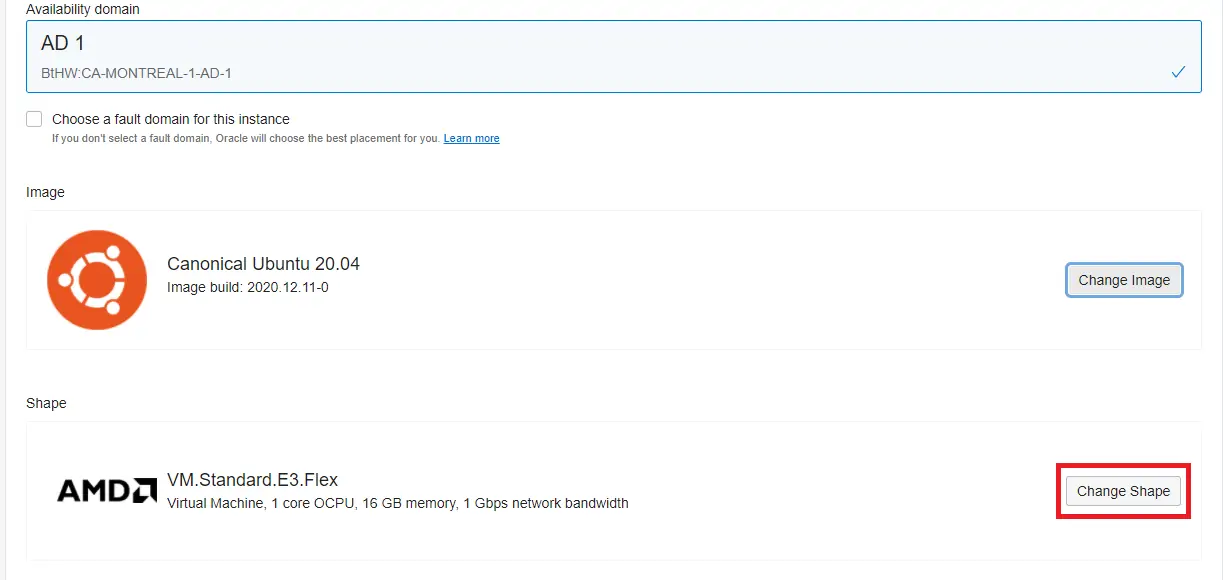 Availability domain
AD 1
BtHW:CA-MONTREAL-1-AD-1
Choose a fault domain for this instance
If you don't select a fault domain, Oracle will choose the best placement for you. Learn more
Image
Canonical Ubuntu 20.04
Image build: 2020.12.11-0
Change Image
Shape
AMD
VM.Standard.E3.Flex
Virtual Machine, 1 core OCPU, 16 GB memory, 1 Gbps network bandwidth
Change Shape